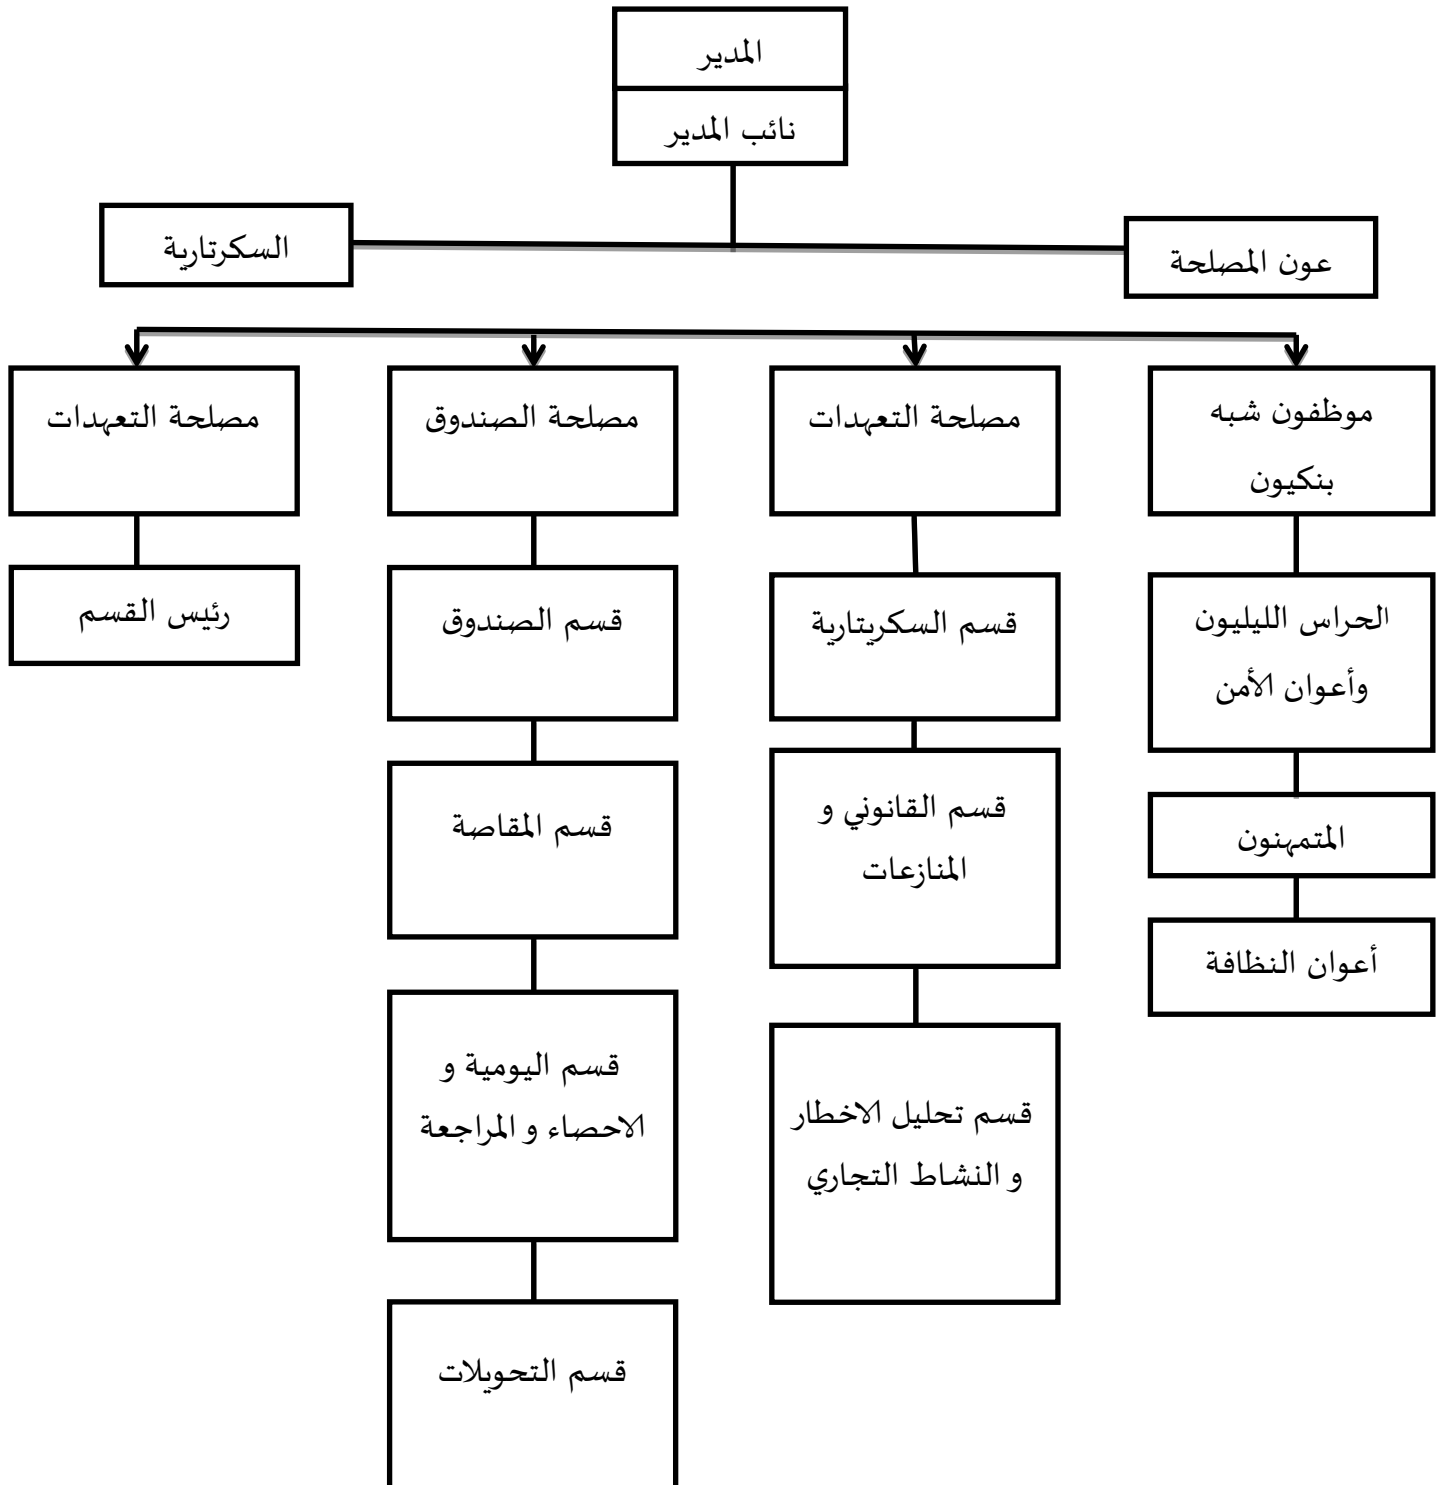 المدير
نائب المدير
عون المصلحة
السكرتارية
موظفون شبه
بنكيون
مصلحة التعهدات
مصلحة الصندوق
مصلحة التعهدات
الحراس الليليون
وأعوان الأمن
قسم السكريتارية
قسم الصندوق
رئيس القسم
المتمهنون
قسم القانوني و
المنازعات
قسم المقاصة
أعوان النظافة
قسم تحليل الاخطار
و النشاط التجاري
قسم اليومية و
الاحصاء و المراجعة
قسم التحويلات